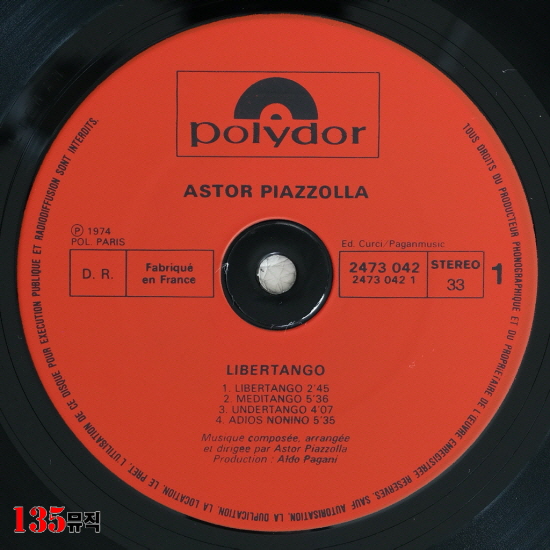 polydor
ASTOR PIAZZOLLA
Ⓟ 1974
POL. PARIS
D. R.
Fabriqué
en France
Ed. Curci/Paganmusic
2473 042
2473 042 1
STEREO
33
1
LIBERTANGO
1. LIBERTANGO 2'45
2. MEDITANGO 5'36
3. UNDERTANGO 4'07
4. ADIOS NONINO 5'35
Musique composée, arrangée
et dirigée par Astor Piazzolla
Production : Aldo Pagani
TOUS DROITS DU PRODUCTEUR PHONOGRAPHIQUE ET DU PROPRIETAIRE DE L'ŒUVRE ENREGISTREE RESERVES. SAUF AUTORISATION, LA DUPLICATION, LA LOCATION, LE PRET, L'UTILISATION DE CE DISQUE POUR EXECUTION PUBLIQUE ET RADIODIFFUSION SONT INTERDITS.
135뮤직